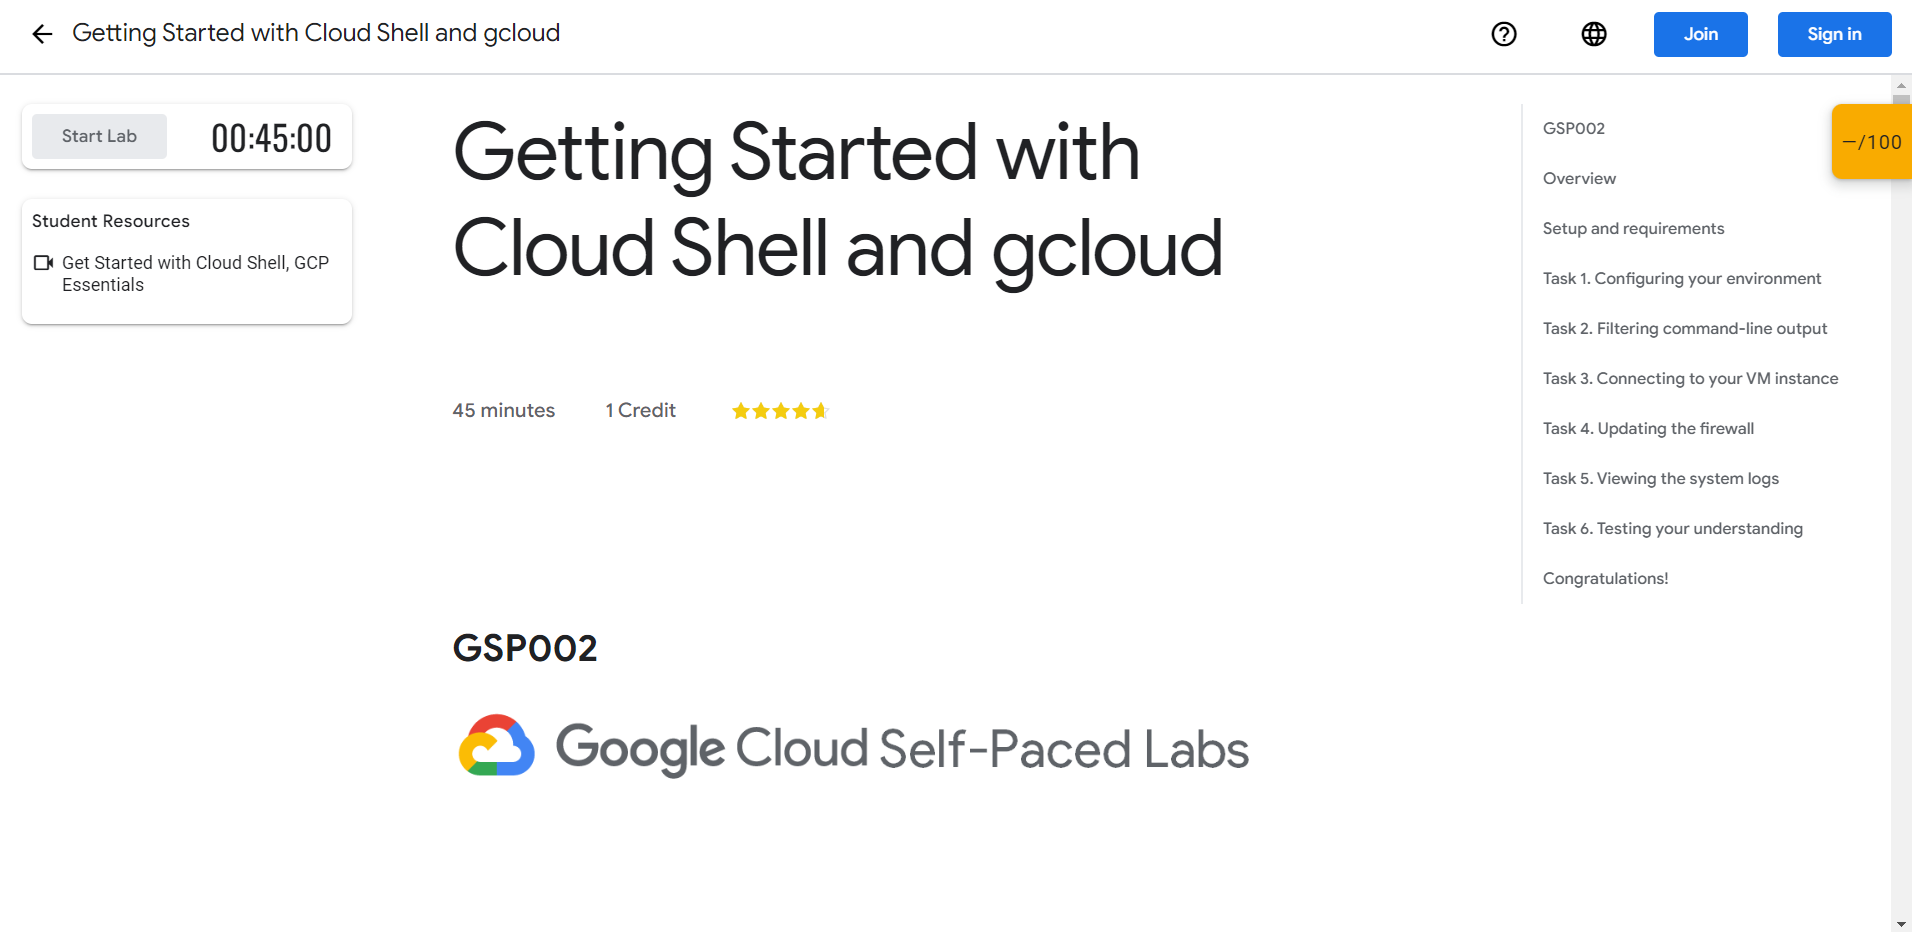 Getting Started with Cloud Shell and gcloud
Join
Sign in
Start Lab
00:45:00
Student Resources
Get Started with Cloud Shell, GCP
Essentials
Getting Started with
Cloud Shell and gcloud
45 minutes
1 Credit
GSP002
Google Cloud Self-Paced Labs
GSP002
Overview
Setup and requirements
Task 1. Configuring your environment
Task 2. Filtering command-line output
Task 3. Connecting to your VM instance
Task 4. Updating the firewall
Task 5. Viewing the system logs
Task 6. Testing your understanding
Congratulations!
—/100